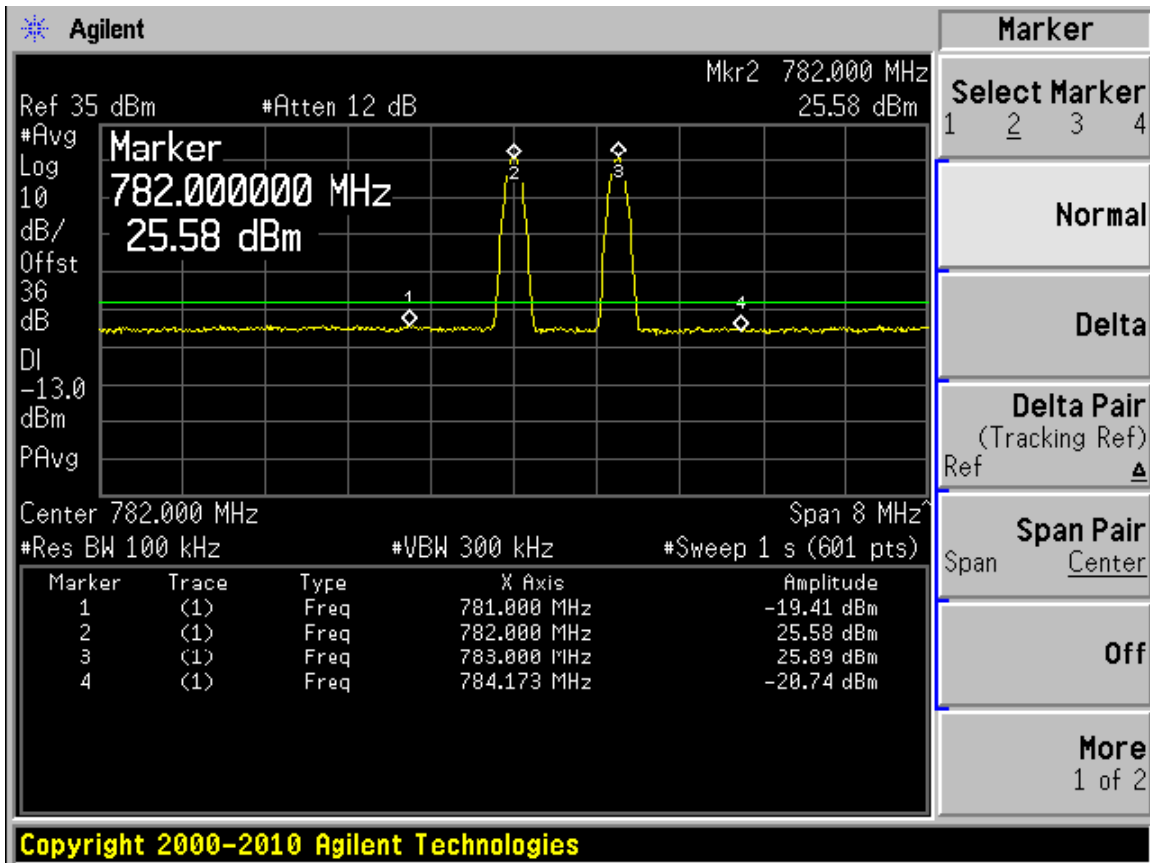 Agilent
Marker
Mkr2 782.000 MHz
Ref 35 dBm #Atten 12 dB 25.58 dBm
#Avg
Log
10
dB/
Offst
36
dB
DI
-13.0
dBm
PAvg
Marker
782.000000 MHz
25.58 dBm
1
2
3
4
Center 782.000 MHz Span 8 MHz^
#Res BW 100 kHz #VBW 300 kHz #Sweep 1 s (601 pts)
Marker Trace Type X Axis Amplitude
1 (1) Freq 781.000 MHz -19.41 dBm
2 (1) Freq 782.000 MHz 25.58 dBm
3 (1) Freq 783.000 MHz 25.89 dBm
4 (1) Freq 784.173 MHz -20.74 dBm
Select Marker
1 2 3 4
Normal
Delta
Delta Pair
(Tracking Ref)
Ref Δ
Span Pair
Span Center
Off
More
1 of 2
Copyright 2000-2010 Agilent Technologies